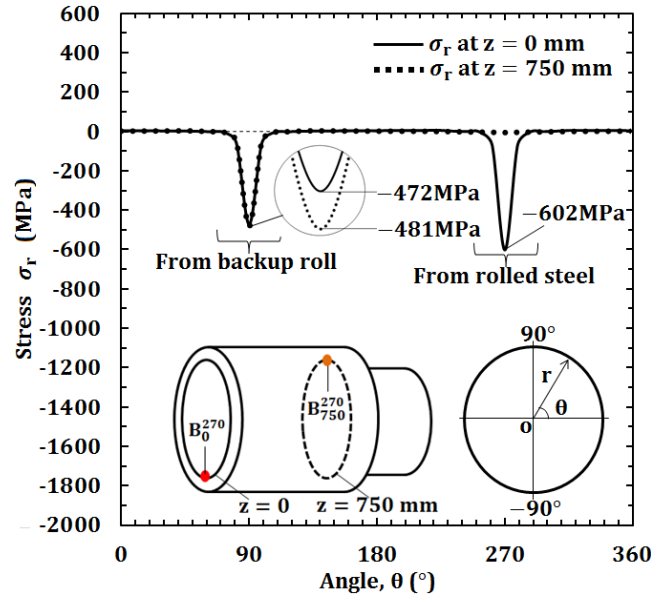 600
400
200
0
-200
-400
-600
-800
-1000
-1200
-1400
-1600
-1800
-2000
Stress σr (MPa)
σr at z = 0 mm
σr at z = 750 mm
−472MPa
−481MPa
−602MPa
From backup roll
From rolled steel
B₀²⁷⁰
B₇₅₀²⁷⁰
z = 0
z = 750 mm
90°
r
θ
o
−90°
0
90
180
270
360
Angle, θ (°)